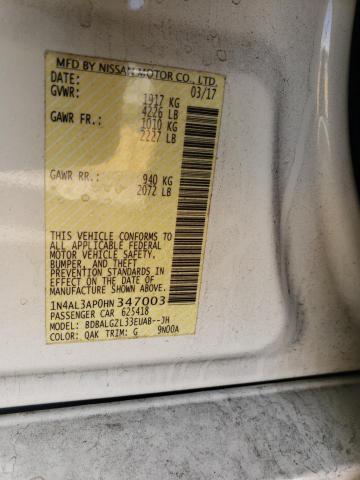 MFD BY NISSAN MOTOR CO., LTD.
DATE: 03/17
GVWR: 1917 KG
4226 LB
GAWR FR.: 1010 KG
2227 LB
GAWR RR.: 940 KG
2072 LB
THIS VEHICLE CONFORMS TO
ALL APPLICABLE FEDERAL
MOTOR VEHICLE SAFETY,
BUMPER, AND THEFT
PREVENTION STANDARDS
IN EFFECT ON THE DATE OF
MANUFACTURE SHOWN ABOVE.
1N4AL3AP0HN 347003
PASSENGER CAR 625418
MODEL: BDBALGZL33EUAB--JH
COLOR: QAK TRIM: G 9N00A